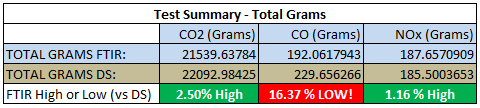 Test Summary - Total Grams
CO2 (Grams) CO (Grams) NOx (Grams)
TOTAL GRAMS FTIR: 21539.63784 192.0617943 187.6570909
TOTAL GRAMS DS: 22092.98425 229.656266 185.5003653
FTIR High or Low (vs DS) 2.50% High 16.37 % LOW! 1.16 % High